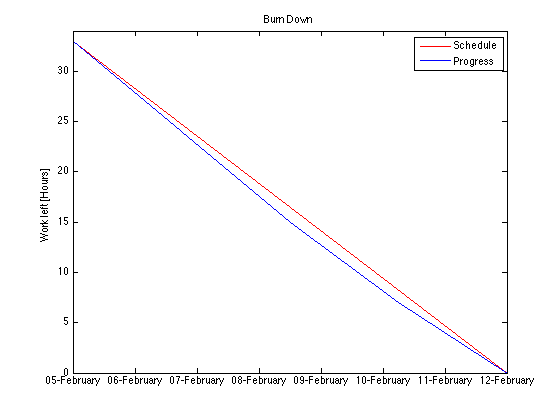 Burn Down
Schedule
Progress
Work left [Hours]
30
25
20
15
10
5
0
05-February 06-February 07-February 08-February 09-February 10-February 11-February 12-February